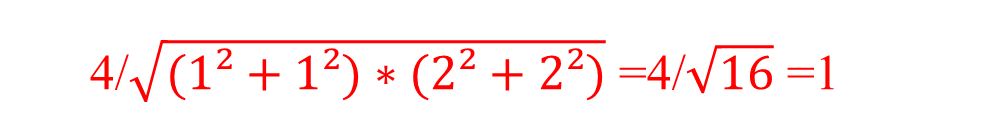 4/√((1² + 1²) * (2² + 2²)) =4/√16 =1